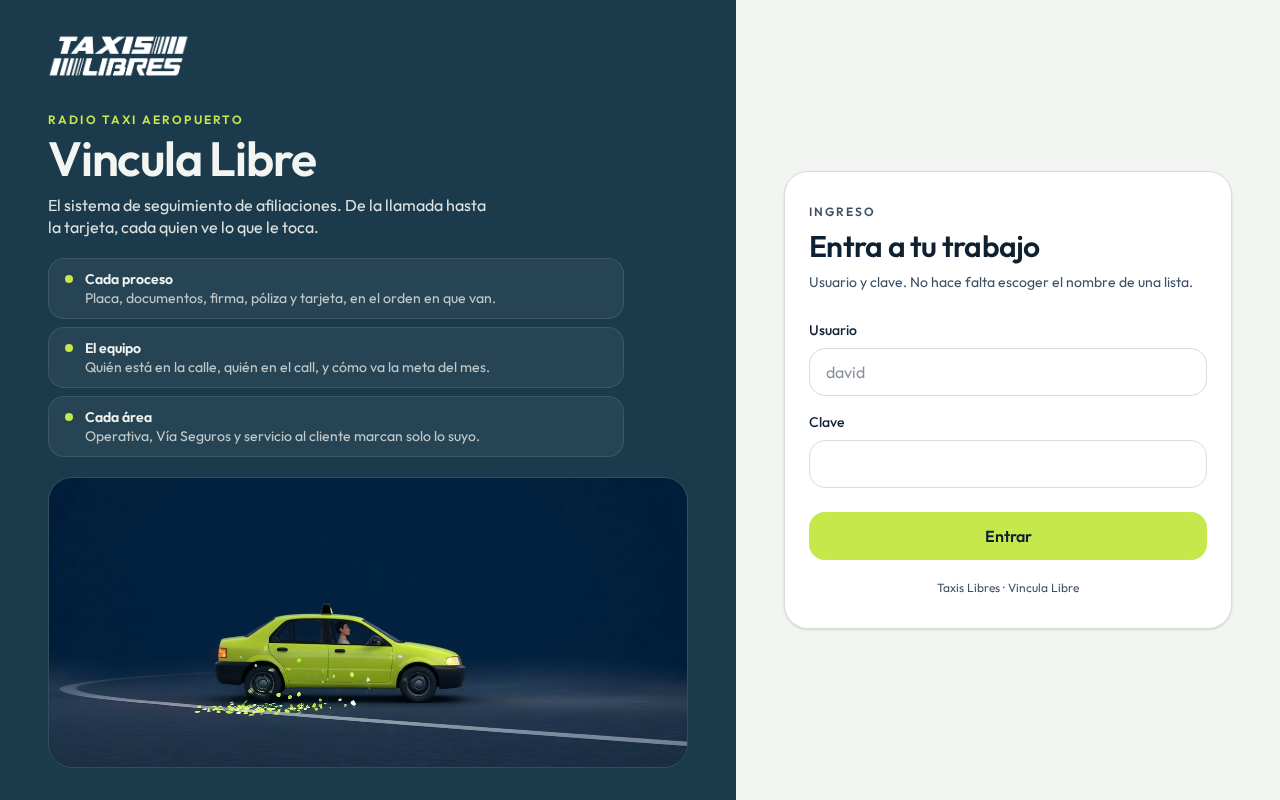 TAXIS
LIBRES
RADIO TAXI AEROPUERTO
Vincula Libre
El sistema de seguimiento de afiliaciones. De la llamada hasta
la tarjeta, cada quien ve lo que le toca.
Cada proceso
Placa, documentos, firma, póliza y tarjeta, en el orden en que van.
El equipo
Quién está en la calle, quién en el call, y cómo va la meta del mes.
Cada área
Operativa, Vía Seguros y servicio al cliente marcan solo lo suyo.
INGRESO
Entra a tu trabajo
Usuario y clave. No hace falta escoger el nombre de una lista.
Usuario
david
Clave
Entrar
Taxis Libres · Vincula Libre